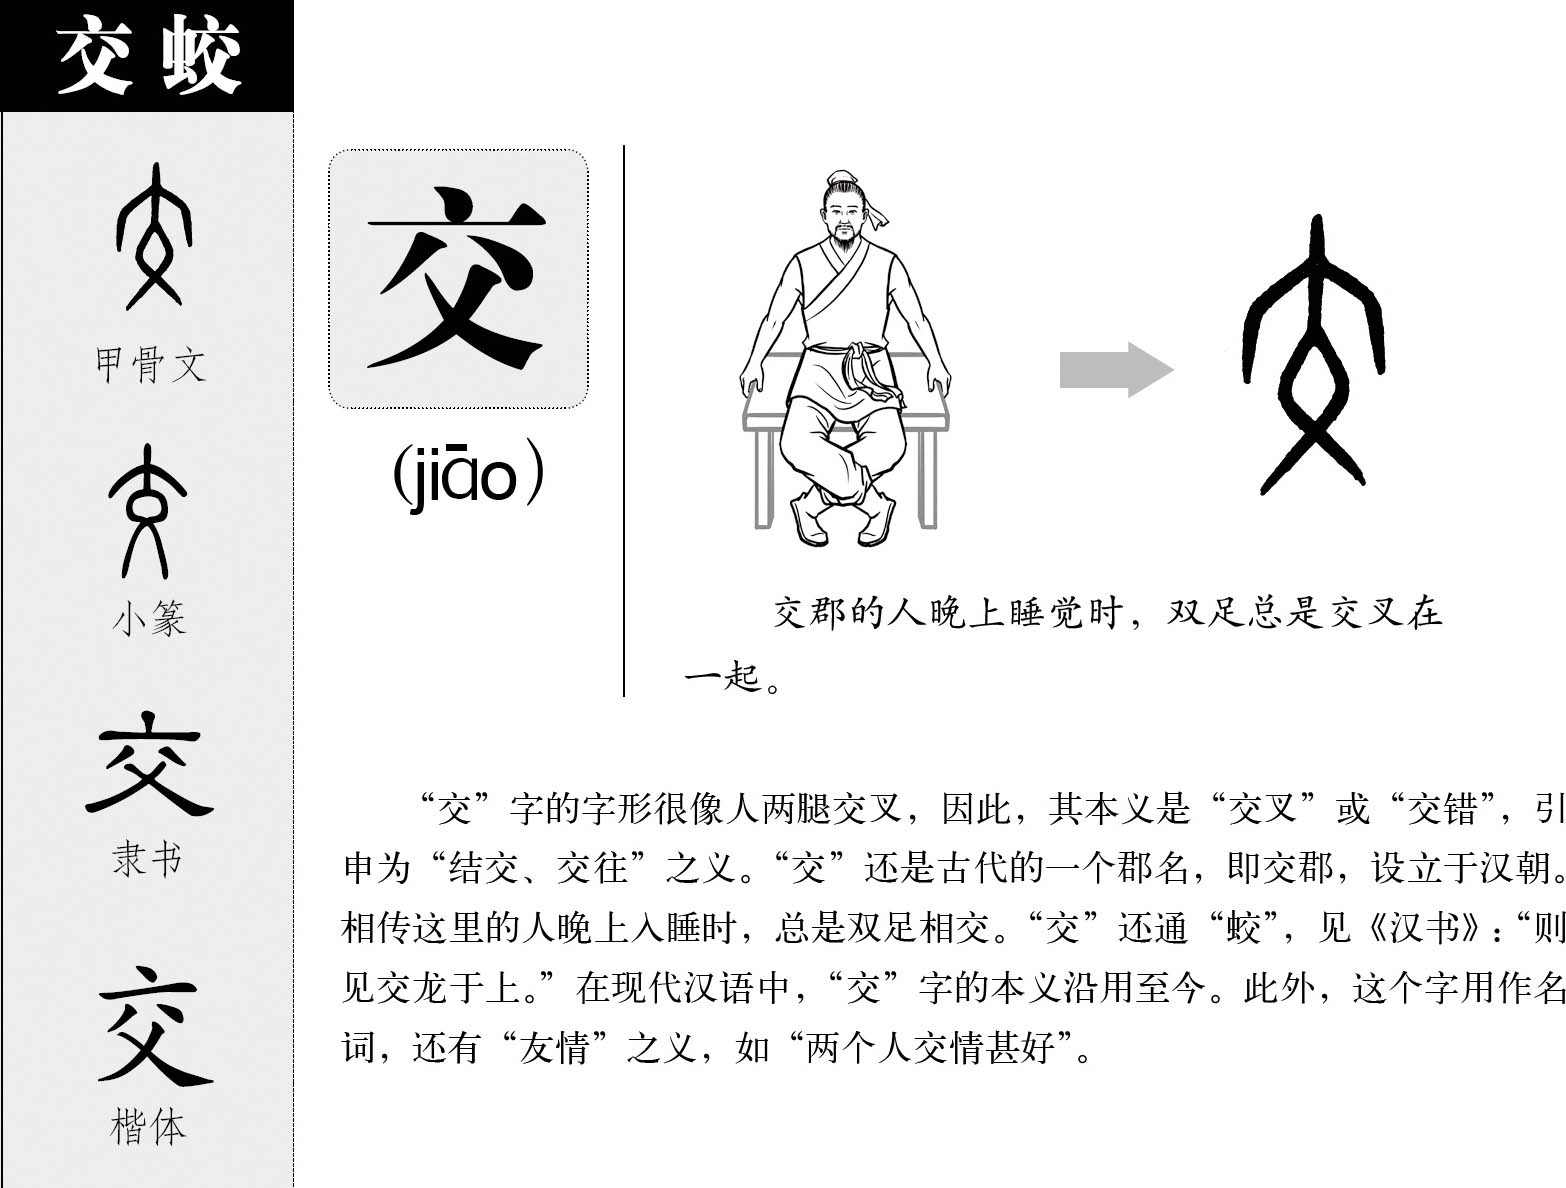 交 蛟
甲骨文
小篆
隶书
楷体
交
（jiāo）
交郡的人晚上睡觉时，双足总是交叉在
一起。
“交”字的字形很像人两腿交叉，因此，其本义是“交叉”或“交错”，引
申为“结交、交往”之义。“交”还是古代的一个郡名，即交郡，设立于汉朝。
相传这里的人晚上入睡时，总是双足相交。“交”还通“蛟”，见《汉书》：“则
见交龙于上。”在现代汉语中，“交”字的本义沿用至今。此外，这个字用作名
词，还有“友情”之义，如“两个人交情甚好”。